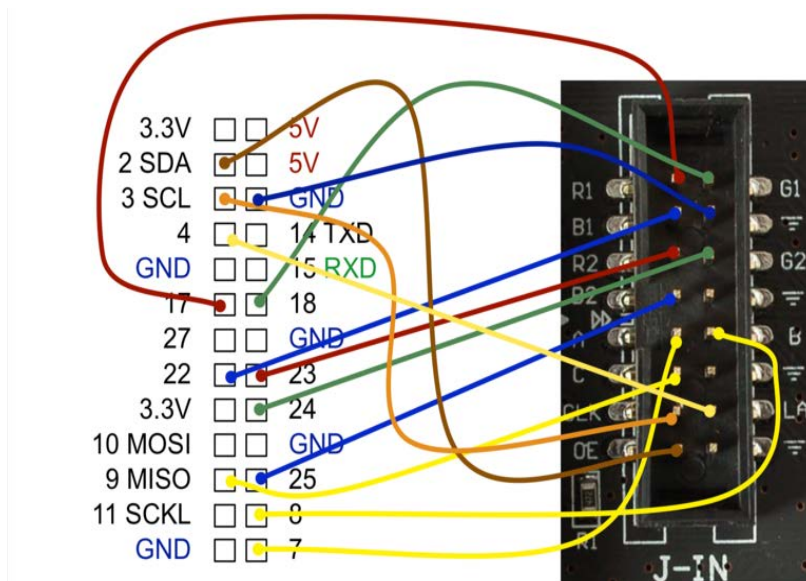 3.3V 5V
2 SDA 5V
3 SCL GND
4 14 TXD
GND 15 RXD
17 18
27 GND
22 23
3.3V 24
10 MOSI GND
9 MISO 25
11 SCKL 8
GND 7
R1 G1
B1
R2 G2
B2
A B
C
CLK LA
OE
R1
J-IN